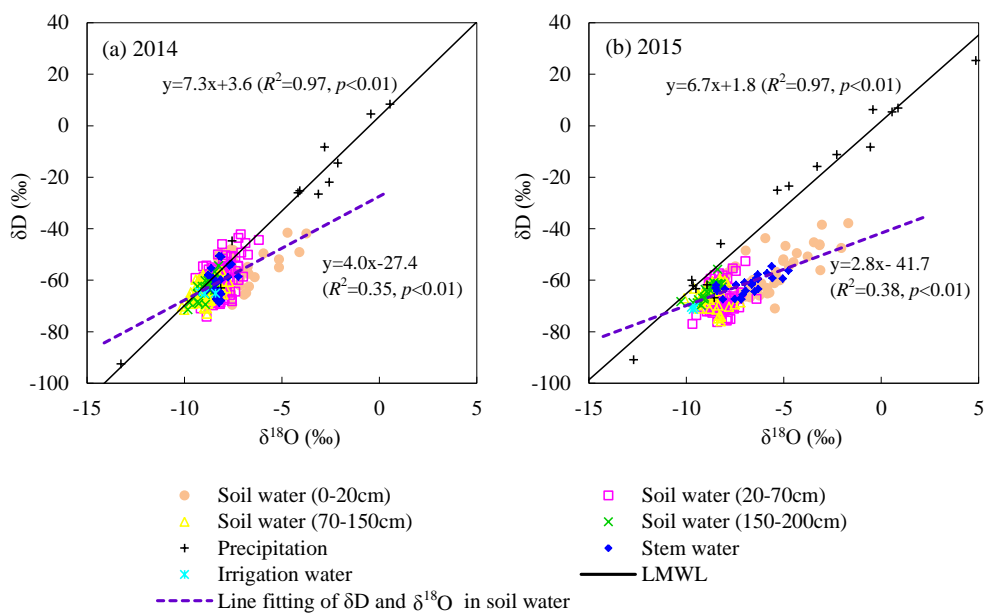 (a) 2014
y=7.3x+3.6 (R²=0.97, p<0.01)
y=4.0x-27.4
(R²=0.35, p<0.01)
40
20
0
-20
-40
-60
-80
-100
δD (‰)
-15 -10 -5 0 5
δ¹⁸O (‰)
(b) 2015
y=6.7x+1.8 (R²=0.97, p<0.01)
y=2.8x- 41.7
(R²=0.38, p<0.01)
40
20
0
-20
-40
-60
-80
-100
δD (‰)
-15 -10 -5 0 5
δ¹⁸O (‰)
Soil water (0-20cm) Soil water (20-70cm)
Soil water (70-150cm) Soil water (150-200cm)
Precipitation Stem water
Irrigation water LMWL
Line fitting of δD and δ¹⁸O in soil water